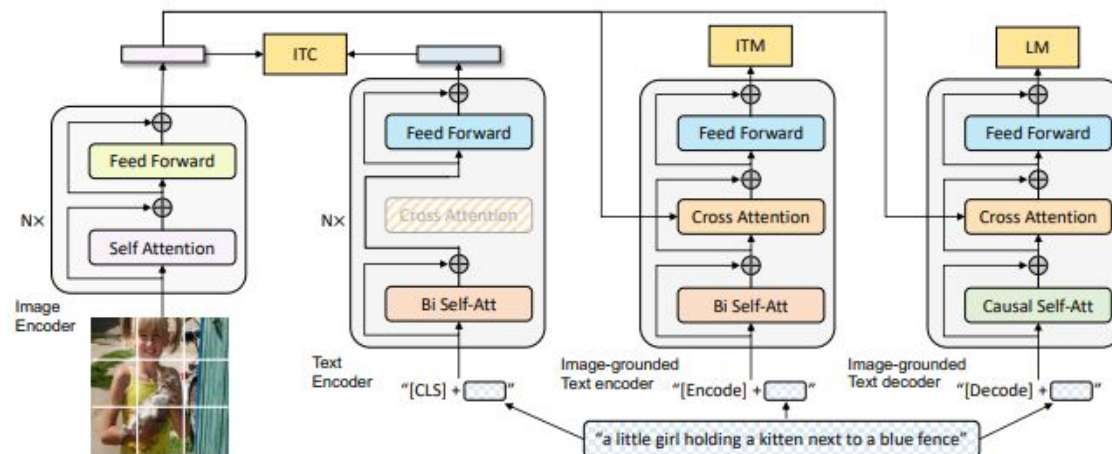 ITC
ITM
LM
N×
Feed Forward
Self Attention
Image
Encoder
N×
Feed Forward
Cross Attention
Bi Self-Att
Text
Encoder
"[CLS] + "
Feed Forward
Cross Attention
Bi Self-Att
Image-grounded
Text encoder
"[Encode] + "
Feed Forward
Cross Attention
Causal Self-Att
Image-grounded
Text decoder
"[Decode] + "
"a little girl holding a kitten next to a blue fence"